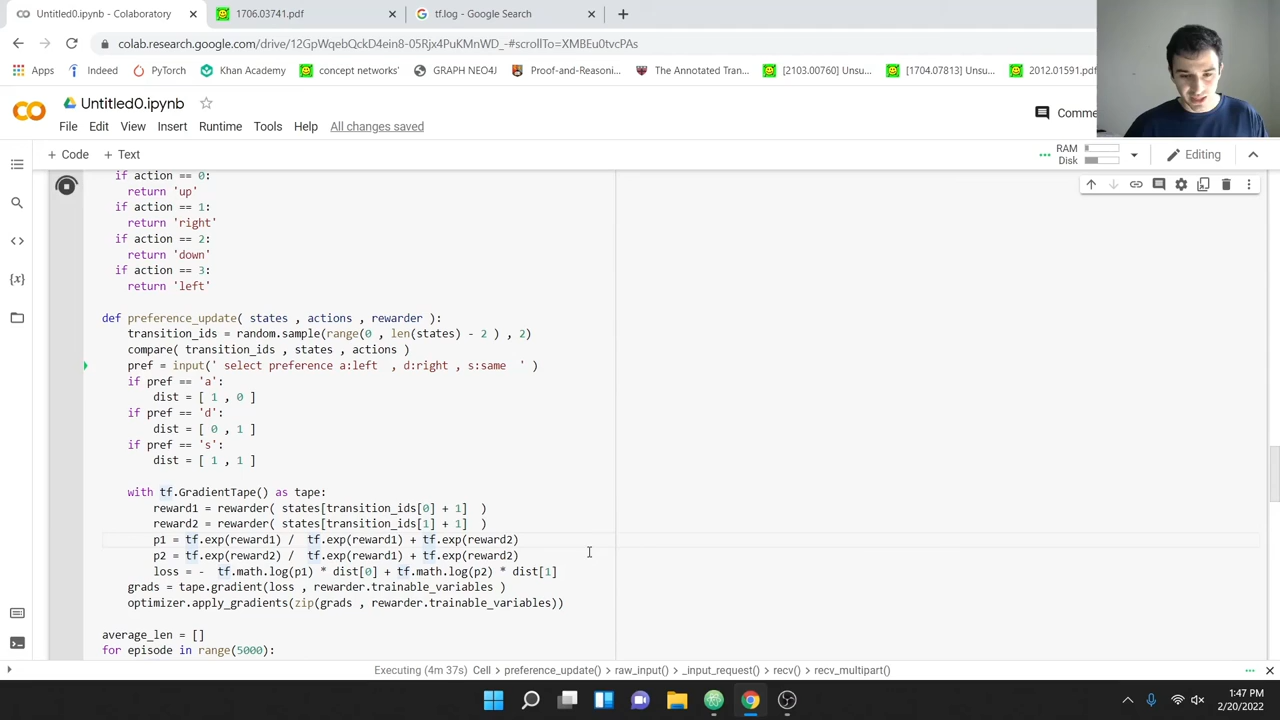 Untitled0.ipynb - Colaboratory
1706.03741.pdf
tf.log - Google Search
colab.research.google.com/drive/12GpWqebQckD4ein8-05Rjx4PuKMnWD_-#scrollTo=XMBEu0tvcPAs
Apps
Indeed
PyTorch
Khan Academy
concept networks
GRAPH NEO4J
Proof-and-Reasoni...
The Annotated Tran...
[2103.00760] Unsu...
[1704.07813] Unsu...
2012.01591.pdf
Untitled0.ipynb
File Edit View Insert Runtime Tools Help All changes saved
Comme
+ Code + Text
RAM
Disk
Editing
if action == 0:
return 'up'
if action == 1:
return 'right'
if action == 2:
return 'down'
if action == 3:
return 'left'
def preference_update( states , actions , rewarder ):
transition_ids = random.sample(range(0 , len(states) - 2 ) , 2)
compare( transition_ids , states , actions )
pref = input(' select preference a:left  , d:right , s:same  ' )
if pref == 'a':
dist = [ 1 , 0 ]
if pref == 'd':
dist = [ 0 , 1 ]
if pref == 's':
dist = [ 1 , 1 ]
with tf.GradientTape() as tape:
reward1 = rewarder( states[transition_ids[0] + 1]  )
reward2 = rewarder( states[transition_ids[1] + 1]  )
p1 = tf.exp(reward1) /  tf.exp(reward1) + tf.exp(reward2)
p2 = tf.exp(reward2) /  tf.exp(reward1) + tf.exp(reward2)
loss = -  tf.math.log(p1) * dist[0] + tf.math.log(p2) * dist[1]
grads = tape.gradient(loss , rewarder.trainable_variables )
optimizer.apply_gradients(zip(grads , rewarder.trainable_variables))
average_len = []
for episode in range(5000):
Executing (4m 37s) Cell > preference_update() > raw_input() > _input_request() > recv() > recv_multipart()
1:47 PM
2/20/2022